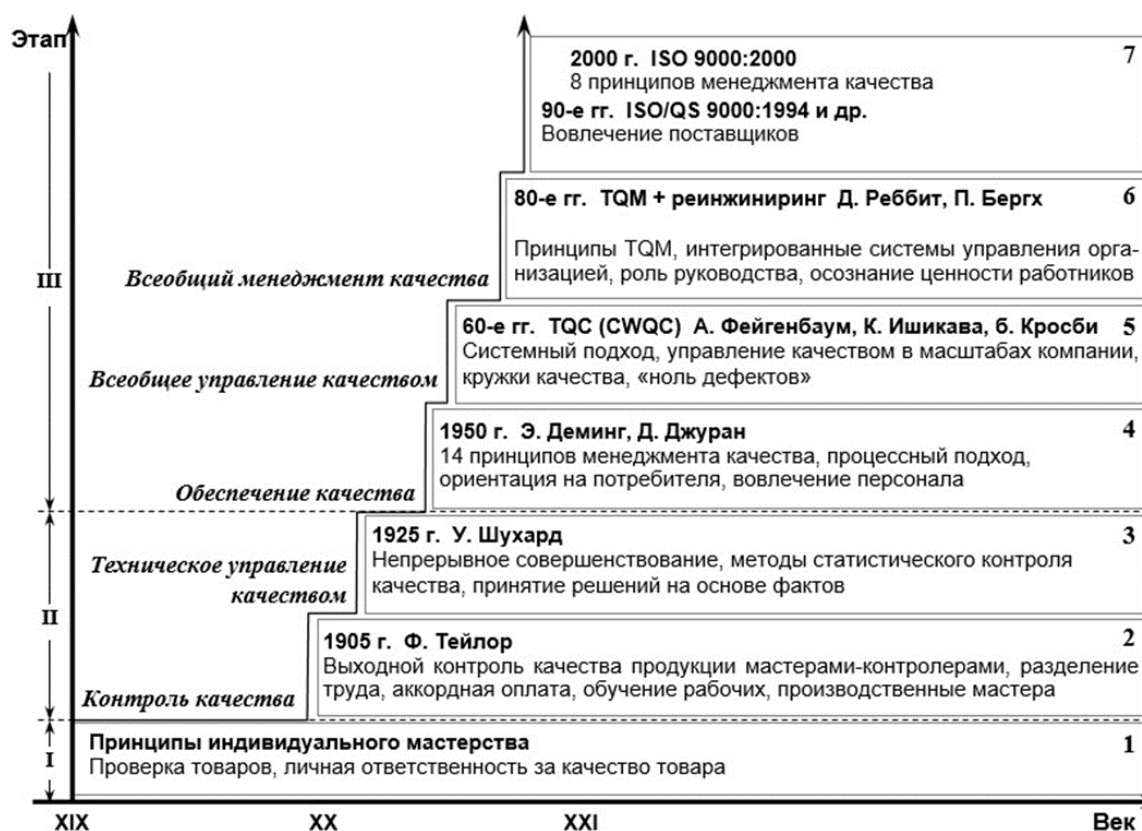 Этап
2000 г. ISO 9000:2000 7
8 принципов менеджмента качества
90-е гг. ISO/QS 9000:1994 и др.
Вовлечение поставщиков
80-е гг. TQM + реинжиниринг Д. Реббит, П. Бергх 6
Принципы TQM, интегрированные системы управления орга-
низацией, роль руководства, осознание ценности работников
III
Всеобщий менеджмент качества
60-е гг. TQC (CWQC) А. Фейгенбаум, К. Ишикава, б. Кросби 5
Системный подход, управление качеством в масштабах компании,
кружки качества, «ноль дефектов»
Всеобщее управление качеством
1950 г. Э. Деминг, Д. Джуран 4
14 принципов менеджмента качества, процессный подход,
ориентация на потребителя, вовлечение персонала
Обеспечение качества
1925 г. У. Шухард 3
Непрерывное совершенствование, методы статистического контроля
качества, принятие решений на основе фактов
Техническое управление
качеством
II
1905 г. Ф. Тейлор 2
Выходной контроль качества продукции мастерами-контролерами, разделение
труда, аккордная оплата, обучение рабочих, производственные мастера
Контроль качества
Принципы индивидуального мастерства 1
Проверка товаров, личная ответственность за качество товара
I
XIX XX XXI Век